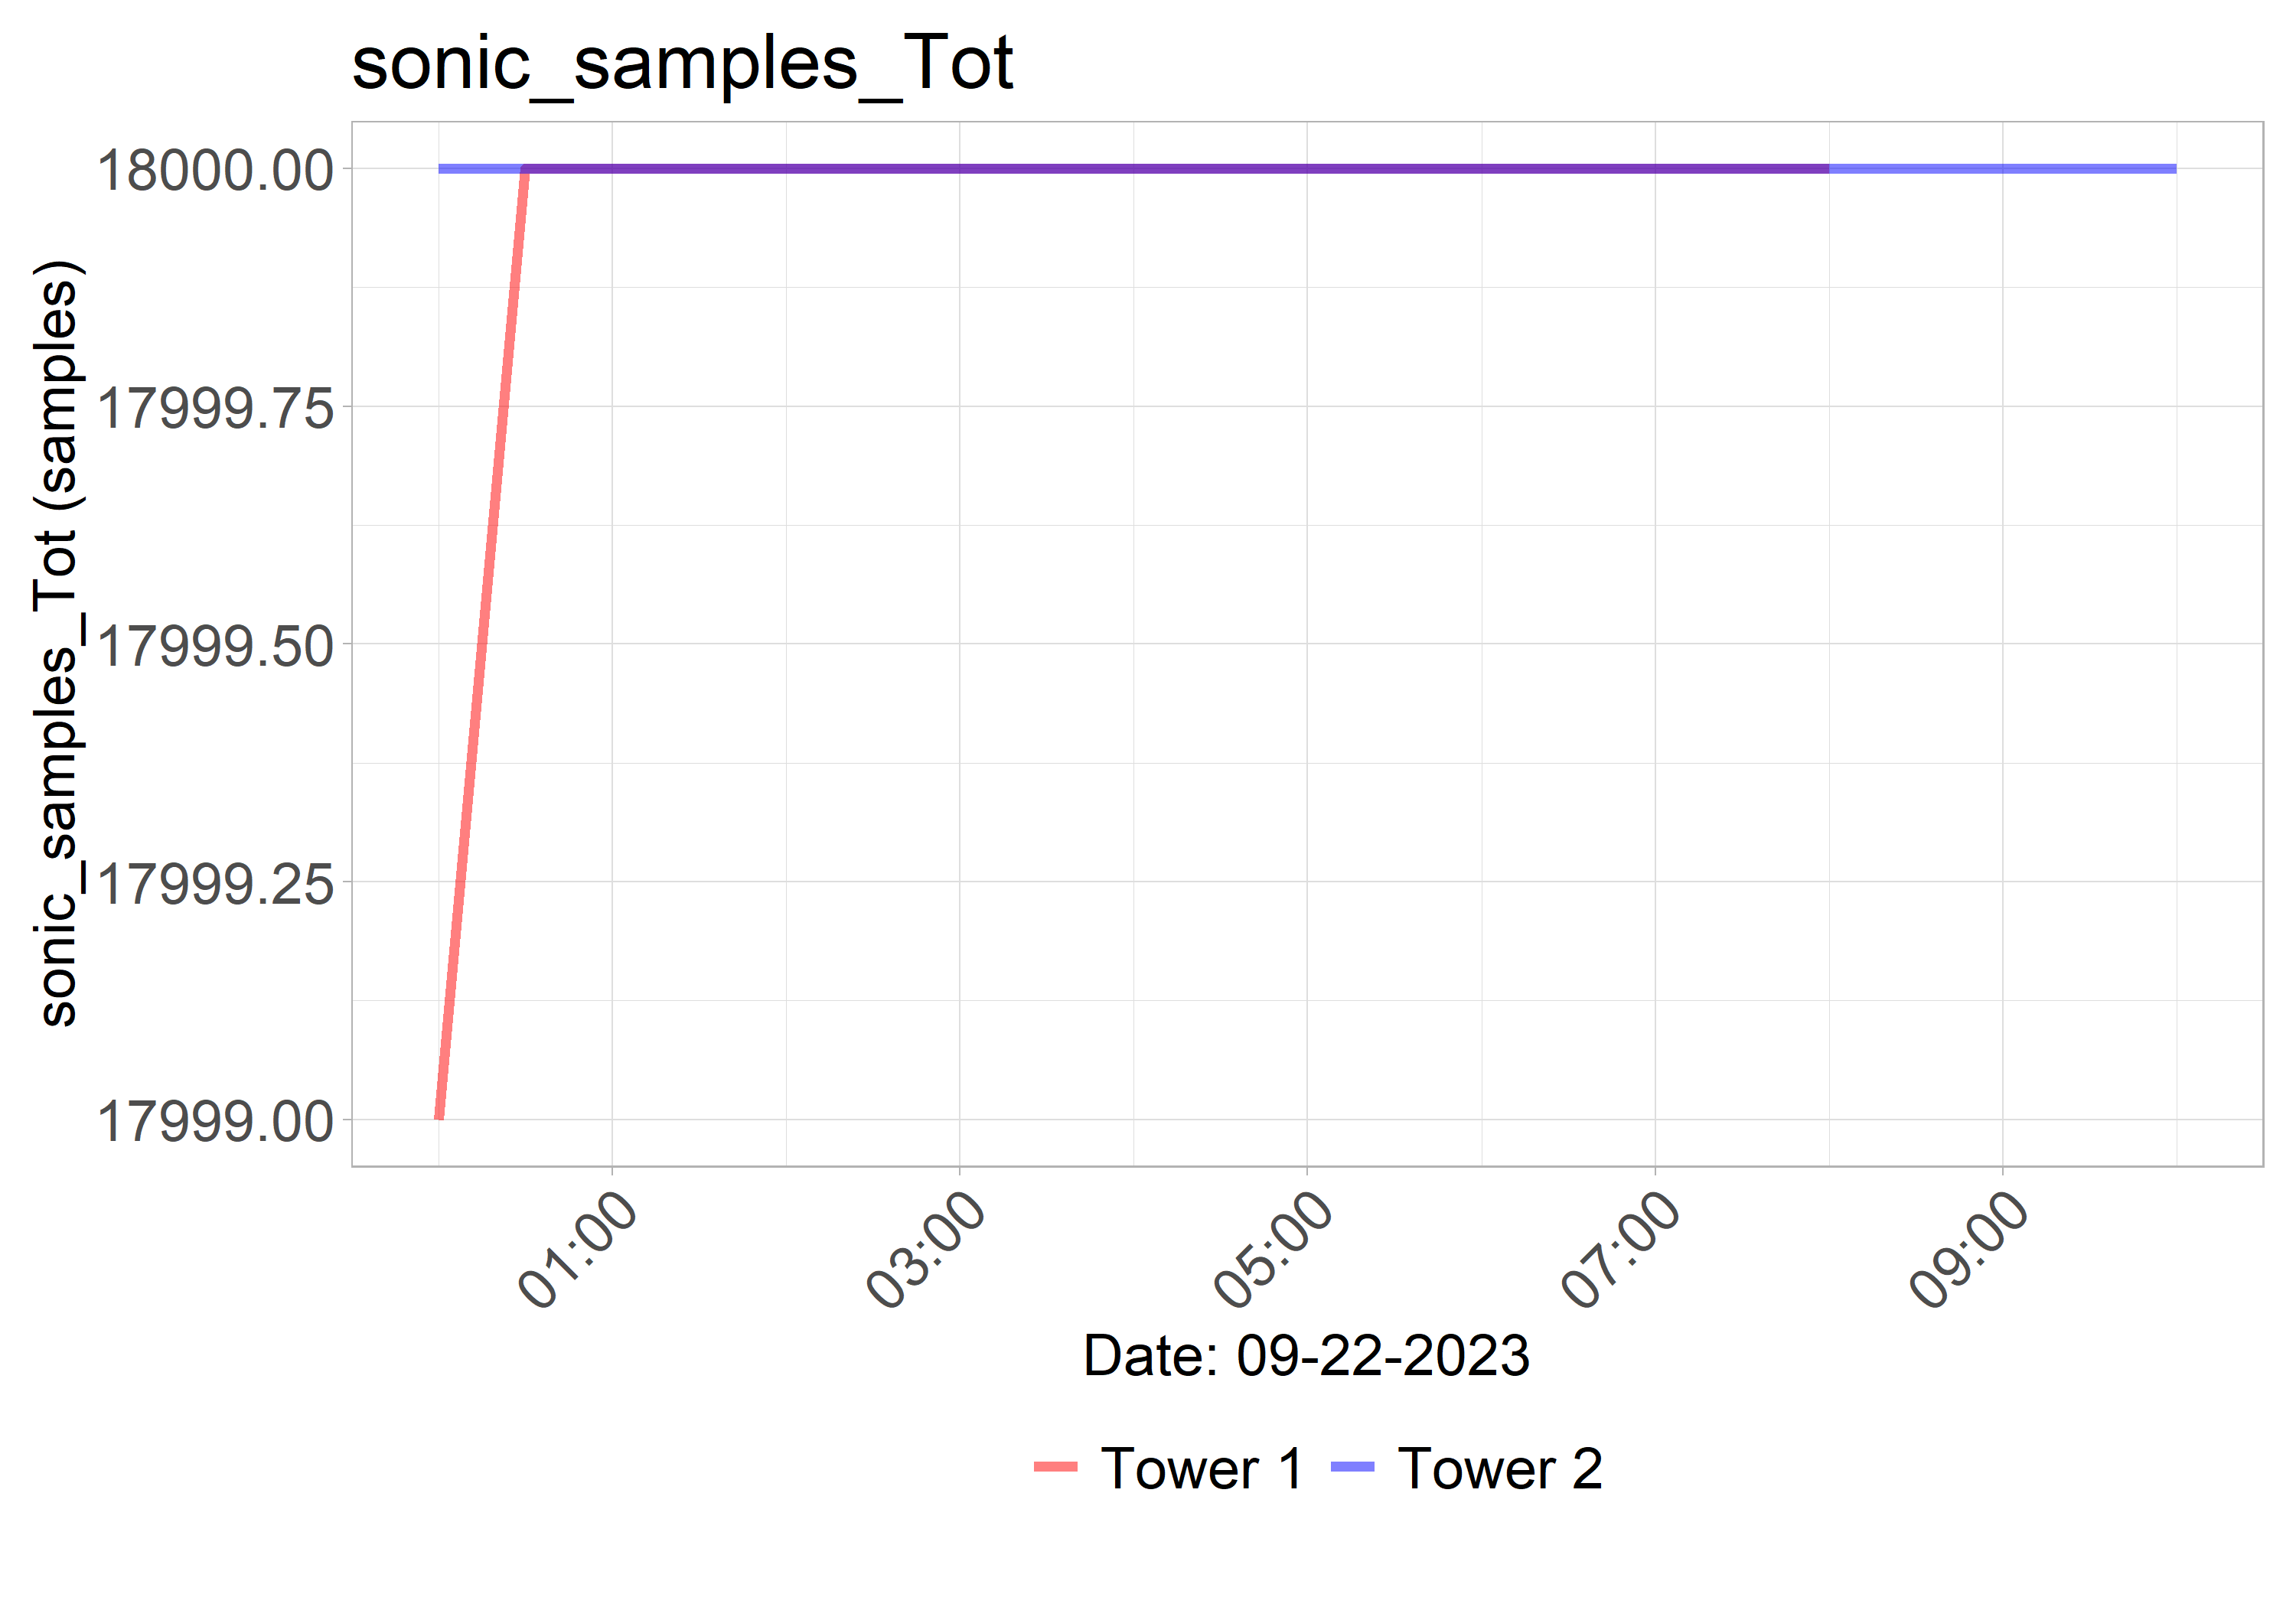 sonic_samples_Tot
sonic_samples_Tot (samples)
18000.00
17999.75
17999.50
17999.25
17999.00
01:00
03:00
05:00
07:00
09:00
Date: 09-22-2023
Tower 1
Tower 2